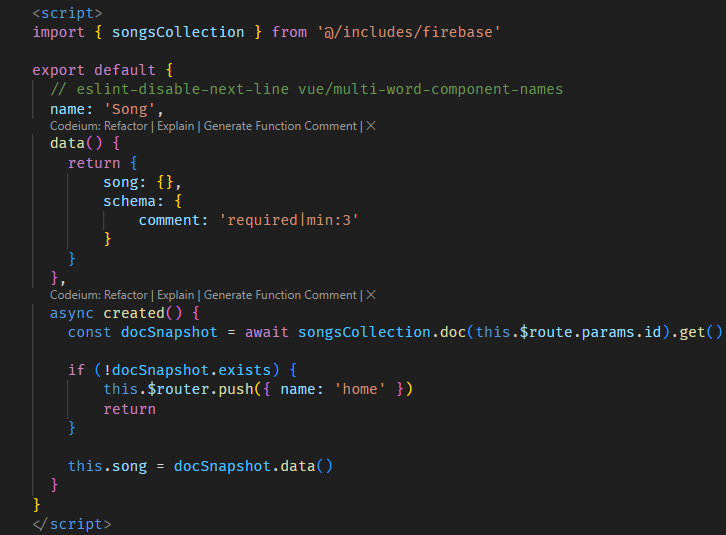 <script>
import { songsCollection } from '@/includes/firebase'
export default {
// eslint-disable-next-line vue/multi-word-component-names
name: 'Song',
Codeium: Refactor | Explain | Generate Function Comment | ×
data() {
return {
song: {},
schema: {
comment: 'required|min:3'
}
}
},
Codeium: Refactor | Explain | Generate Function Comment | ×
async created() {
const docSnapshot = await songsCollection.doc(this.$route.params.id).get()
if (!docSnapshot.exists) {
this.$router.push({ name: 'home' })
return
}
this.song = docSnapshot.data()
}
}
</script>